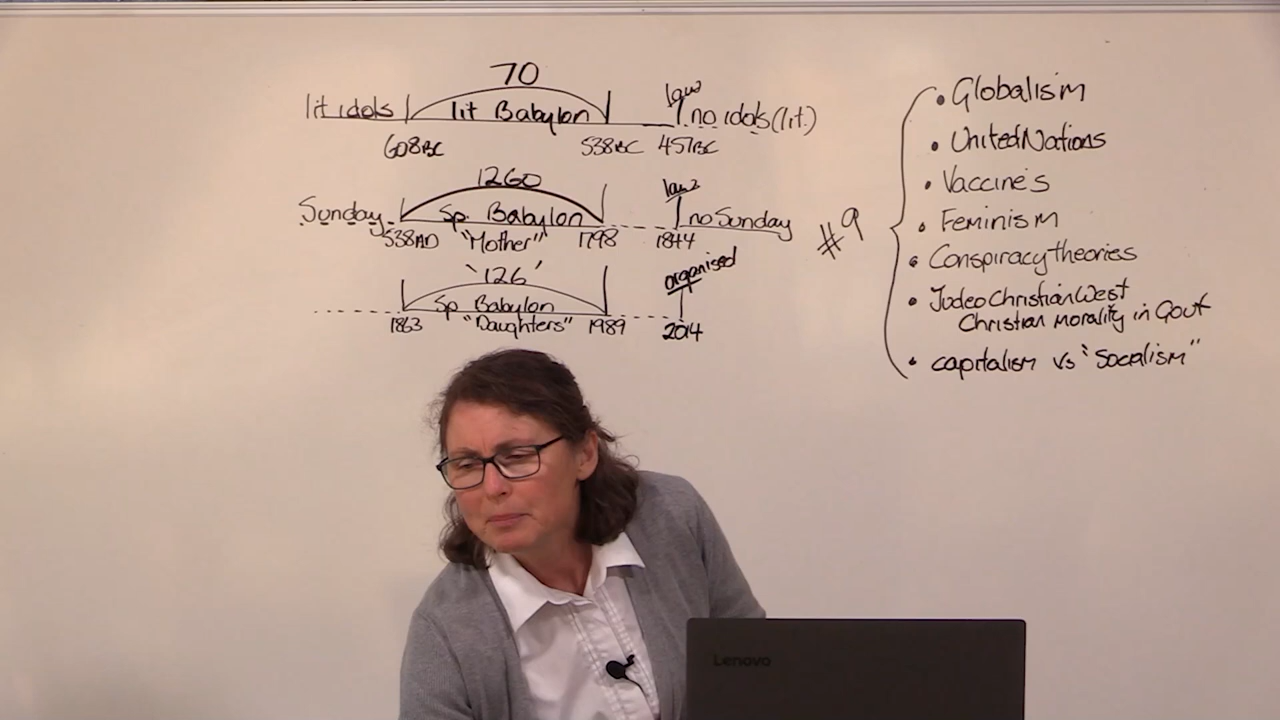 70
lit idols lit Babylon law no idols (lit.)
608BC 538BC 457BC
1260
Sunday Sp. Babylon law no Sunday
538AD "Mother" 1798 1844
'126' organised
Sp Babylon
1863 "Daughters" 1989 2014
#9
• Globalism
• United Nations
• Vaccine's
• Feminism
• Conspiracy theories
• Judeo Christian West
Christian morality in Govt
• capitalism vs "Socialism"
Lenovo